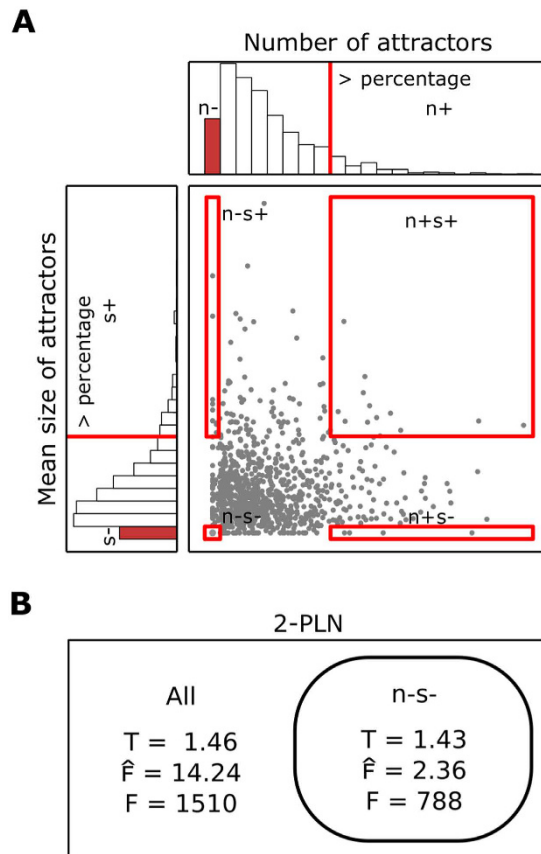 A
Number of attractors
> percentage
n-
n+
Mean size of attractors
> percentage
s+
s-
n-s+
n+s+
n-s-
n+s-
B
2-PLN
All
n-s-
T = 1.46
T = 1.43
F̂ = 14.24
F̂ = 2.36
F = 1510
F = 788